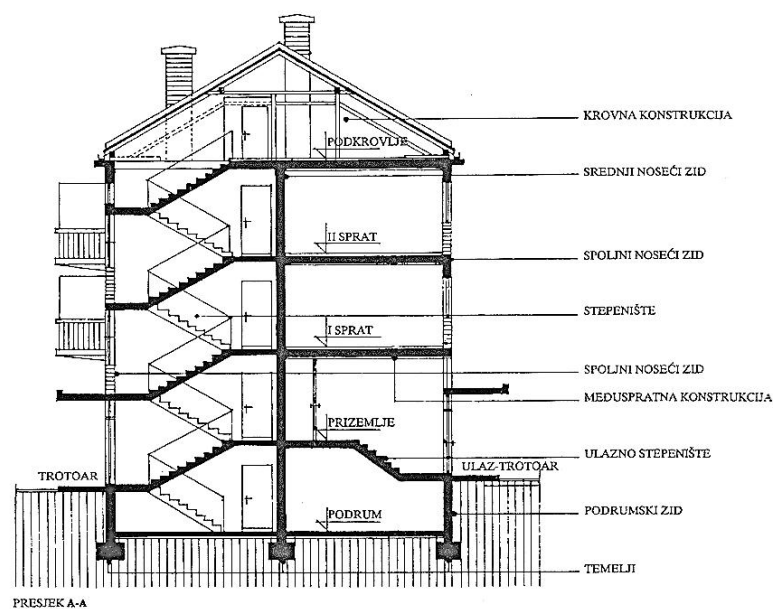 KROVNA KONSTRUKCIJA
PODKROVLJE
SREDNJI NOSEĆI ZID
II SPRAT
SPOLJNI NOSEĆI ZID
STEPENIŠTE
I SPRAT
SPOLJNI NOSEĆI ZID
MEĐUSPRATNA KONSTRUKCIJA
PRIZEMLJE
ULAZNO STEPENIŠTE
TROTOAR
ULAZ-TROTOAR
PODRUM
PODRUMSKI ZID
TEMELJI
PRESJEK A-A